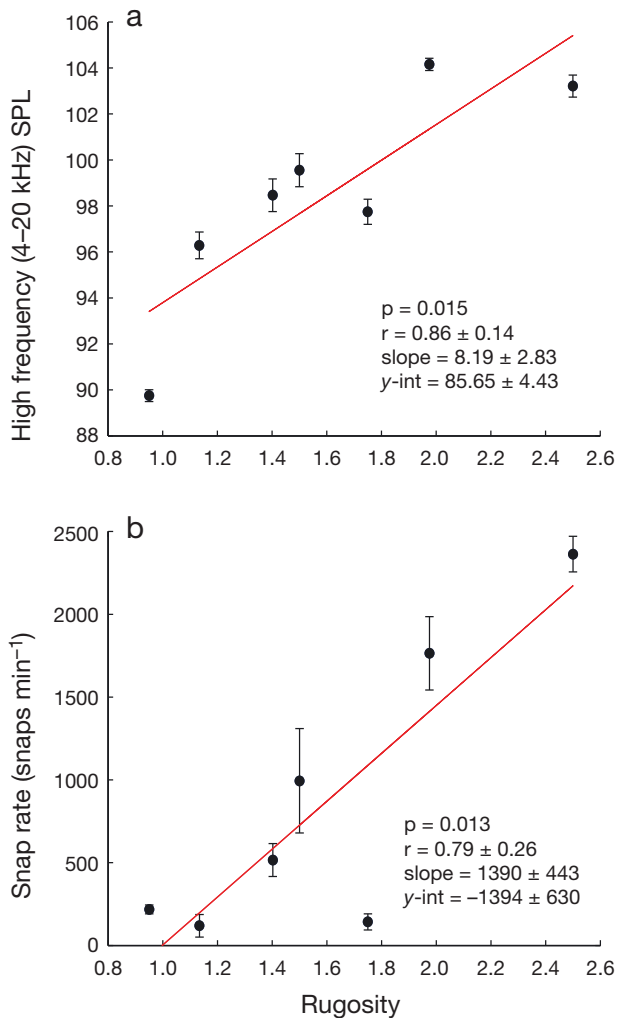 a
High frequency (4–20 kHz) SPL
106
104
102
100
98
96
94
92
90
88
p = 0.015
r = 0.86 ± 0.14
slope = 8.19 ± 2.83
y-int = 85.65 ± 4.43
0.8 1.0 1.2 1.4 1.6 1.8 2.0 2.2 2.4 2.6
b
Snap rate (snaps min⁻¹)
2500
2000
1500
1000
500
0
p = 0.013
r = 0.79 ± 0.26
slope = 1390 ± 443
y-int = –1394 ± 630
0.8 1.0 1.2 1.4 1.6 1.8 2.0 2.2 2.4 2.6
Rugosity